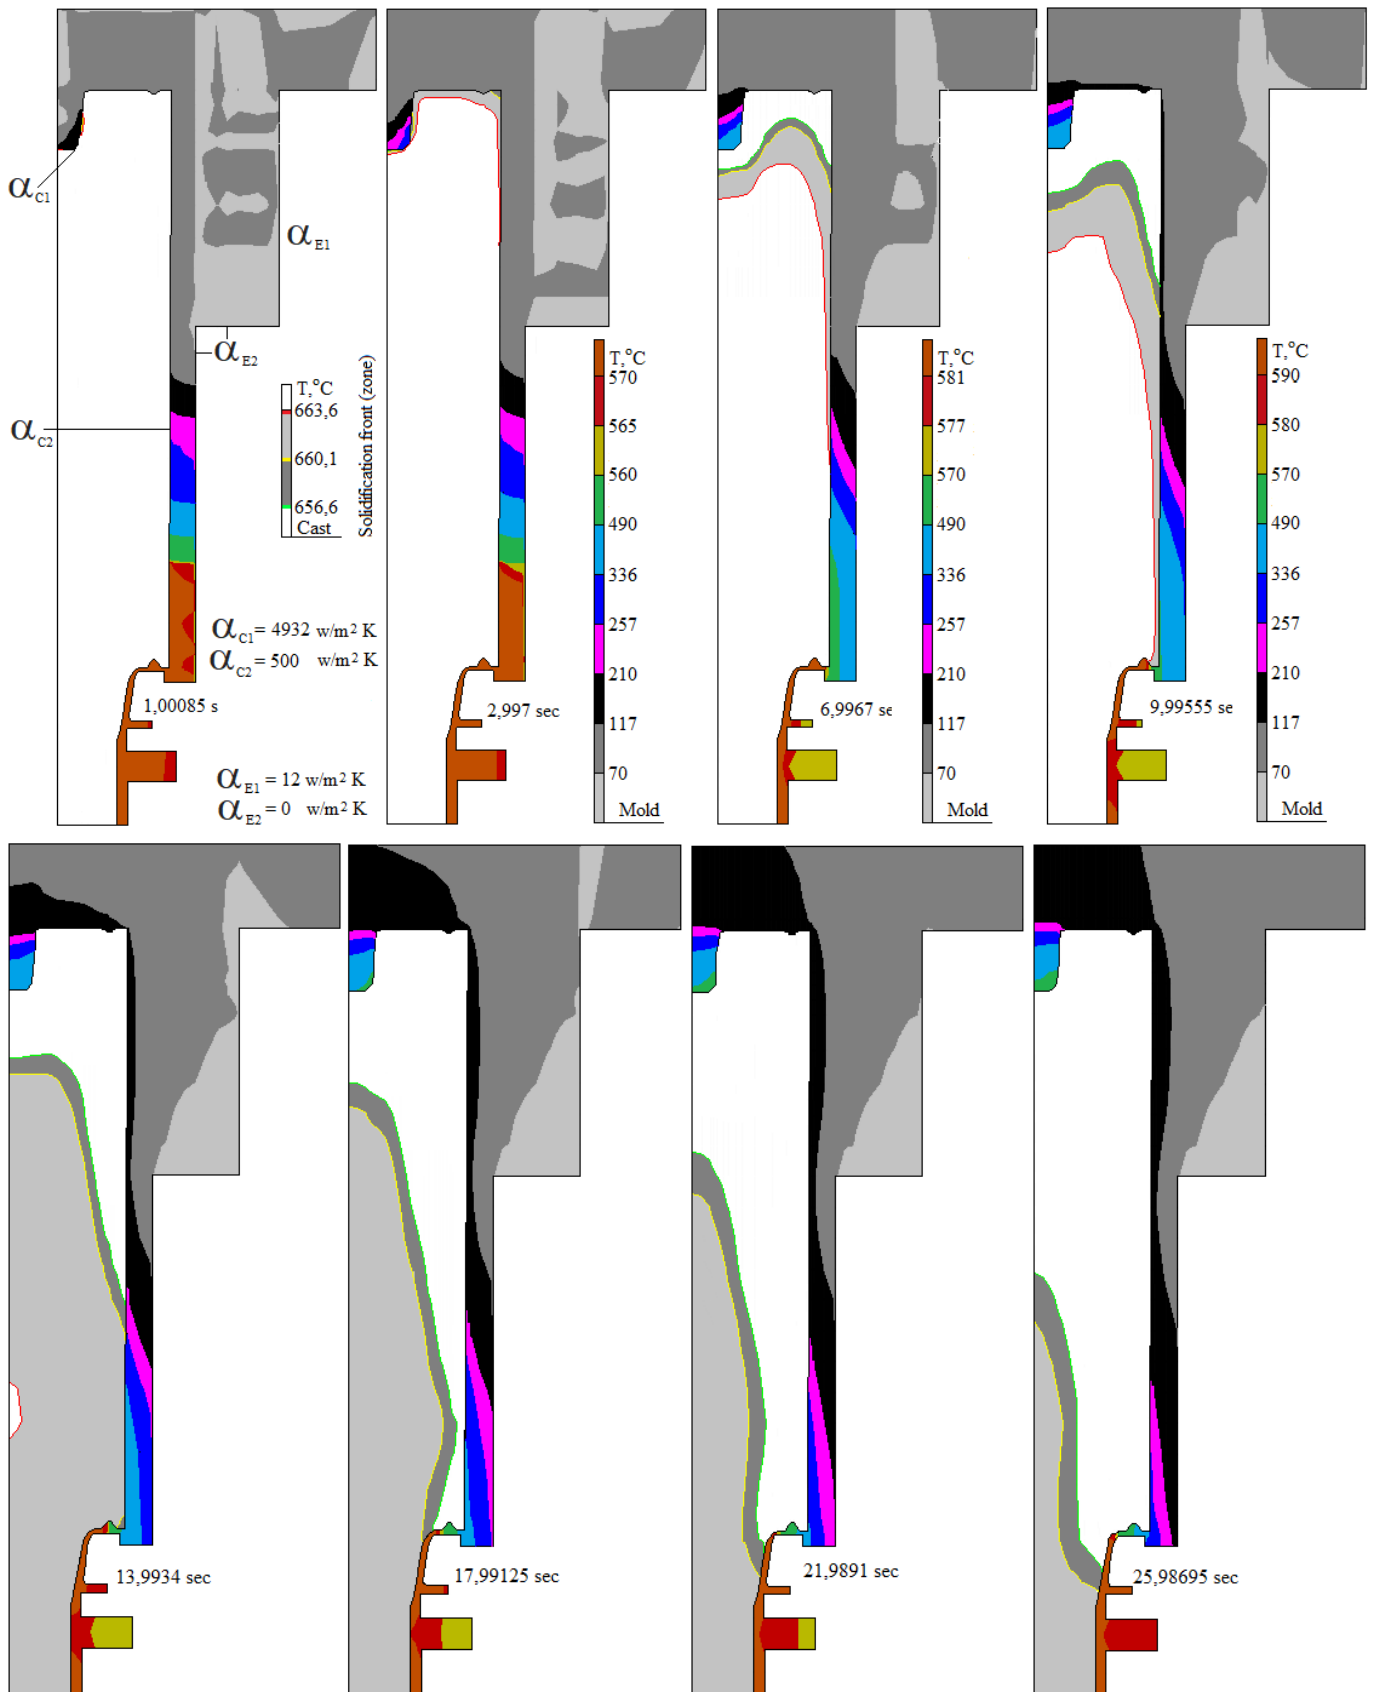 αC1
αE1
αE2
αC2
T,°C
663,6
660,1
656,6
Cast
Solidification front (zone)
αC1= 4932 w/m² K
αC2= 500 w/m² K
1,00085 s
αE1 = 12 w/m² K
αE2 = 0 w/m² K
T,°C
570
565
560
490
336
257
210
117
70
Mold
2,997 sec
T,°C
581
577
570
490
336
257
210
117
70
Mold
6,9967 se
T,°C
590
580
570
490
336
257
210
117
70
Mold
9,99555 se
13,9934 sec
17,99125 sec
21,9891 sec
25,98695 sec